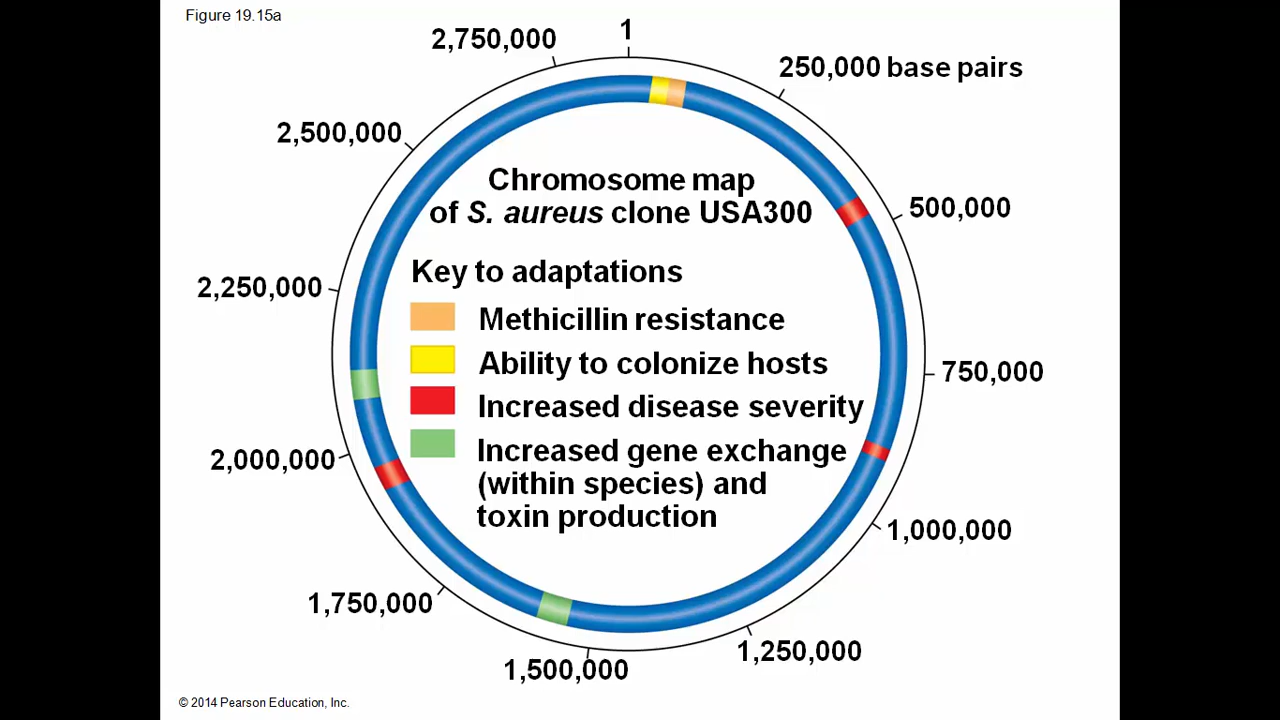 Figure 19.15a
1
2,750,000
250,000 base pairs
2,500,000
Chromosome map
of S. aureus clone USA300
500,000
Key to adaptations
2,250,000
Methicillin resistance
Ability to colonize hosts
750,000
Increased disease severity
Increased gene exchange
(within species) and
toxin production
2,000,000
1,000,000
1,750,000
1,250,000
1,500,000
© 2014 Pearson Education, Inc.